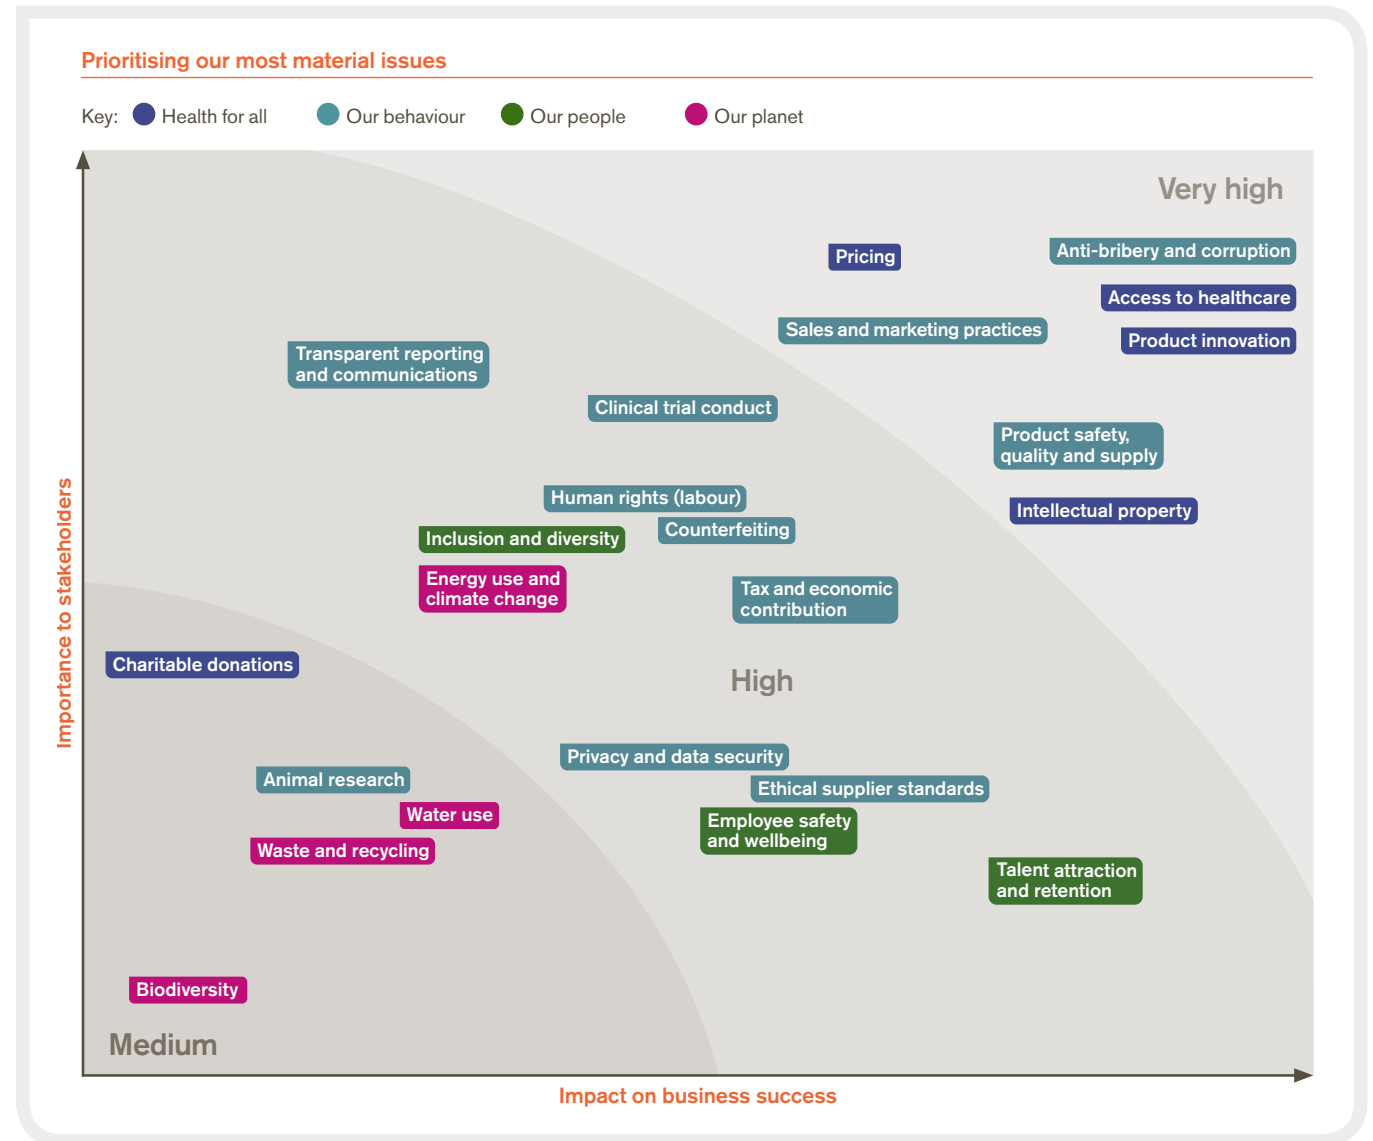 Prioritising our most material issues
Key: Health for all Our behaviour Our people Our planet
Very high
Pricing
Anti-bribery and corruption
Access to healthcare
Sales and marketing practices
Product innovation
Transparent reporting
and communications
Clinical trial conduct
Product safety,
quality and supply
Human rights (labour)
Intellectual property
Counterfeiting
Inclusion and diversity
Energy use and
climate change
Tax and economic
contribution
Importance to stakeholders
Charitable donations
High
Privacy and data security
Animal research
Ethical supplier standards
Water use
Employee safety
and wellbeing
Waste and recycling
Talent attraction
and retention
Biodiversity
Medium
Impact on business success